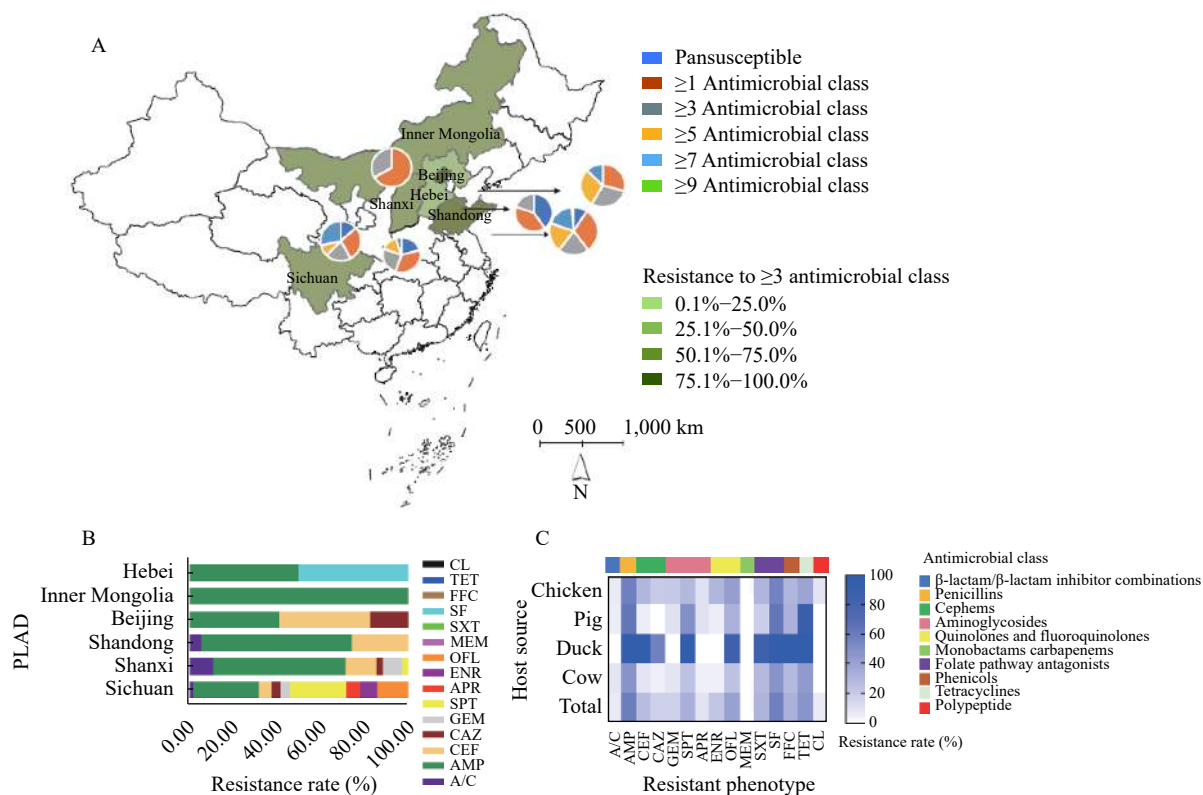 A
Pansusceptible
≥1 Antimicrobial class
≥3 Antimicrobial class
≥5 Antimicrobial class
≥7 Antimicrobial class
≥9 Antimicrobial class
Inner Mongolia
Beijing
Hebei
Shanxi
Shandong
Sichuan
Resistance to ≥3 antimicrobial class
0.1%−25.0%
25.1%−50.0%
50.1%−75.0%
75.1%−100.0%
0 500 1,000 km
N
B
PLAD
Hebei
Inner Mongolia
Beijing
Shandong
Shanxi
Sichuan
0.00 20.00 40.00 60.00 80.00 100.00
Resistance rate (%)
CL
TET
FFC
SF
SXT
MEM
OFL
ENR
APR
SPT
GEM
CAZ
CEF
AMP
A/C
C
Host source
Chicken
Pig
Duck
Cow
Total
A/C AMP CEF CAZ GEM SPT APR ENR OFL MEM SXT SF FFC TET CL
Resistant phenotype
100
80
60
40
20
0
Resistance rate (%)
Antimicrobial class
β-lactam/β-lactam inhibitor combinations
Penicillins
Cephems
Aminoglycosides
Quinolones and fluoroquinolones
Monobactams carbapenems
Folate pathway antagonists
Phenicols
Tetracyclines
Polypeptide